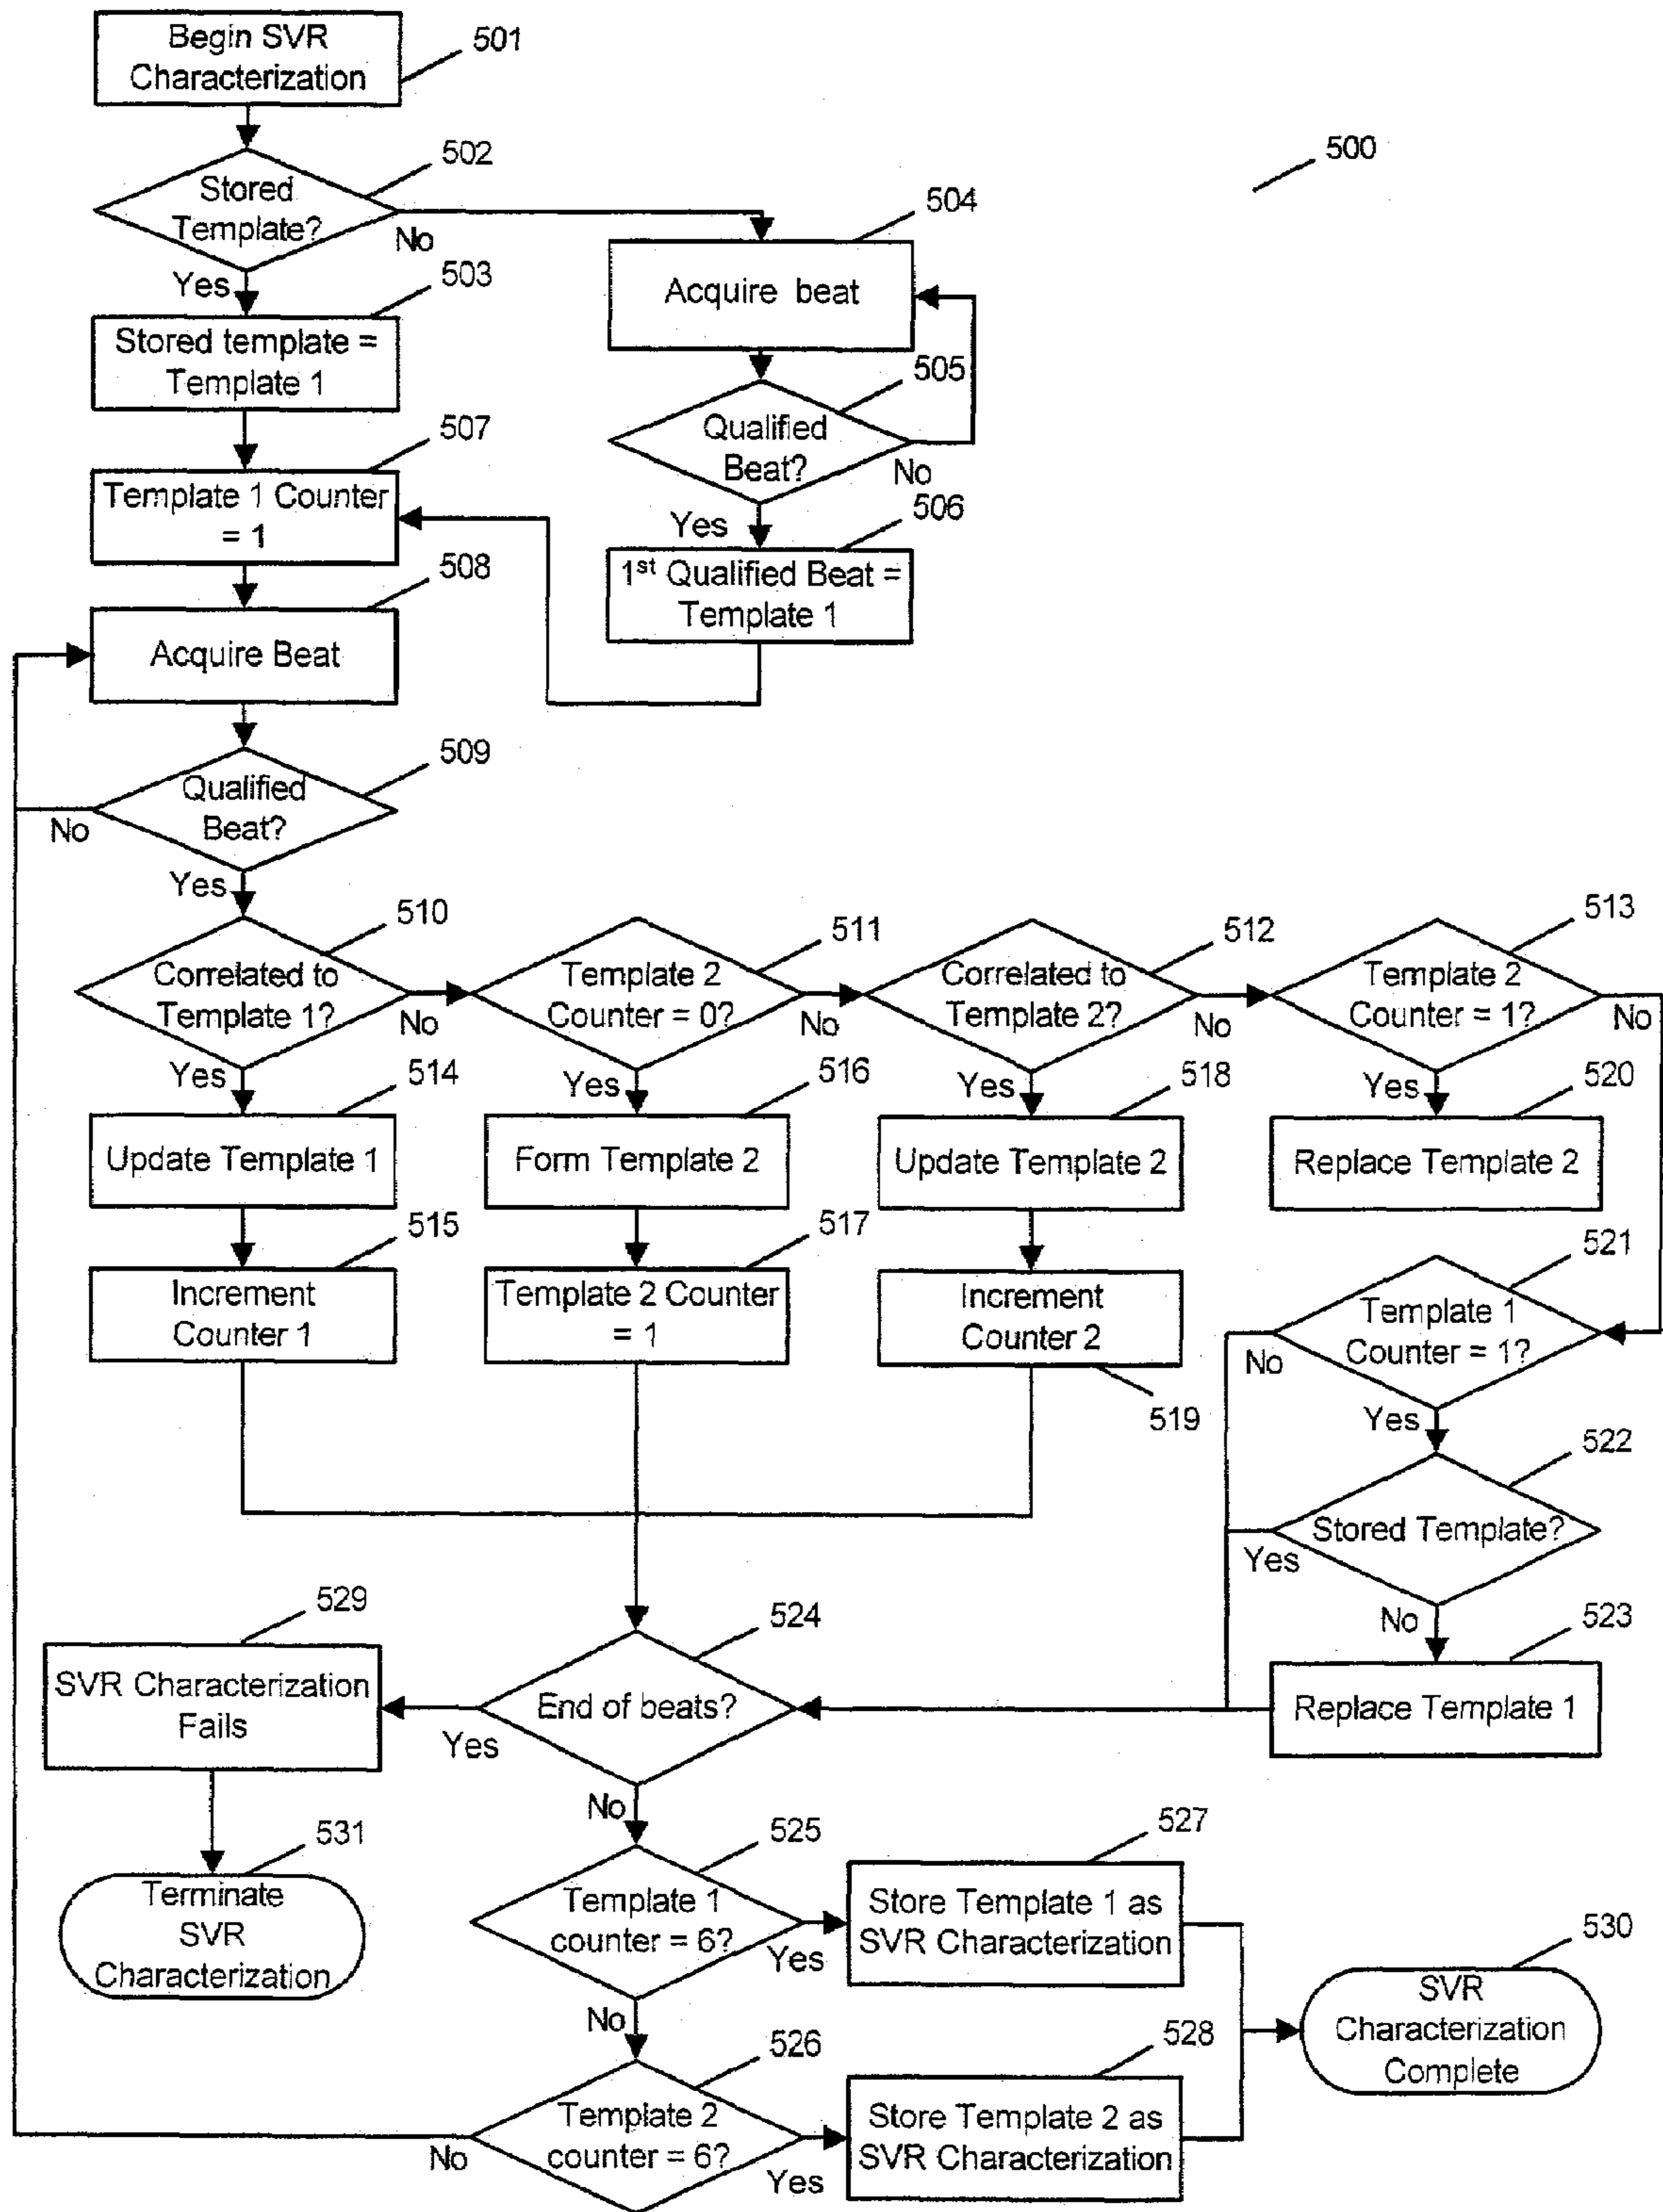 Begin SVR
Characterization
501
502
Stored
Template?
No
Yes
500
504
Acquire beat
503
Stored template =
Template 1
505
Qualified
Beat?
No
Yes
507
Template 1 Counter
= 1
506
1st Qualified Beat =
Template 1
508
Acquire Beat
509
Qualified
Beat?
No
Yes
510
Correlated to
Template 1?
No
Yes
511
Template 2
Counter = 0?
No
Yes
512
Correlated to
Template 2?
No
Yes
513
Template 2
Counter = 1?
No
Yes
514
Update Template 1
516
Form Template 2
518
Update Template 2
520
Replace Template 2
515
Increment
Counter 1
517
Template 2 Counter
= 1
Increment
Counter 2
519
521
Template 1
Counter = 1?
No
Yes
522
Stored Template?
Yes
No
523
Replace Template 1
529
SVR Characterization
Fails
524
End of beats?
Yes
No
531
Terminate
SVR
Characterization
525
Template 1
counter = 6?
Yes
No
527
Store Template 1 as
SVR Characterization
530
SVR
Characterization
Complete
526
Template 2
counter = 6?
No
Yes
528
Store Template 2 as
SVR Characterization